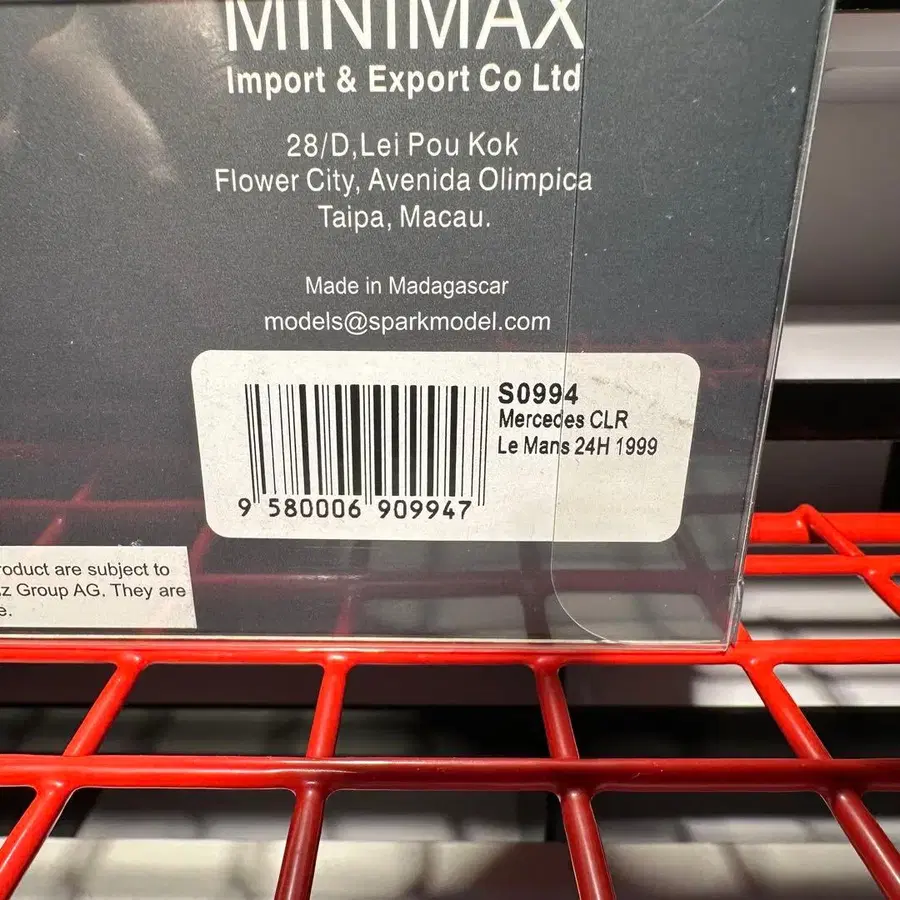 MINIMAX
Import & Export Co Ltd
28/D,Lei Pou Kok
Flower City, Avenida Olimpica
Taipa, Macau.
Made in Madagascar
models@sparkmodel.com
S0994
Mercedes CLR
Le Mans 24H 1999
9 580006 909947
roduct are subject to
z Group AG. They are
e.